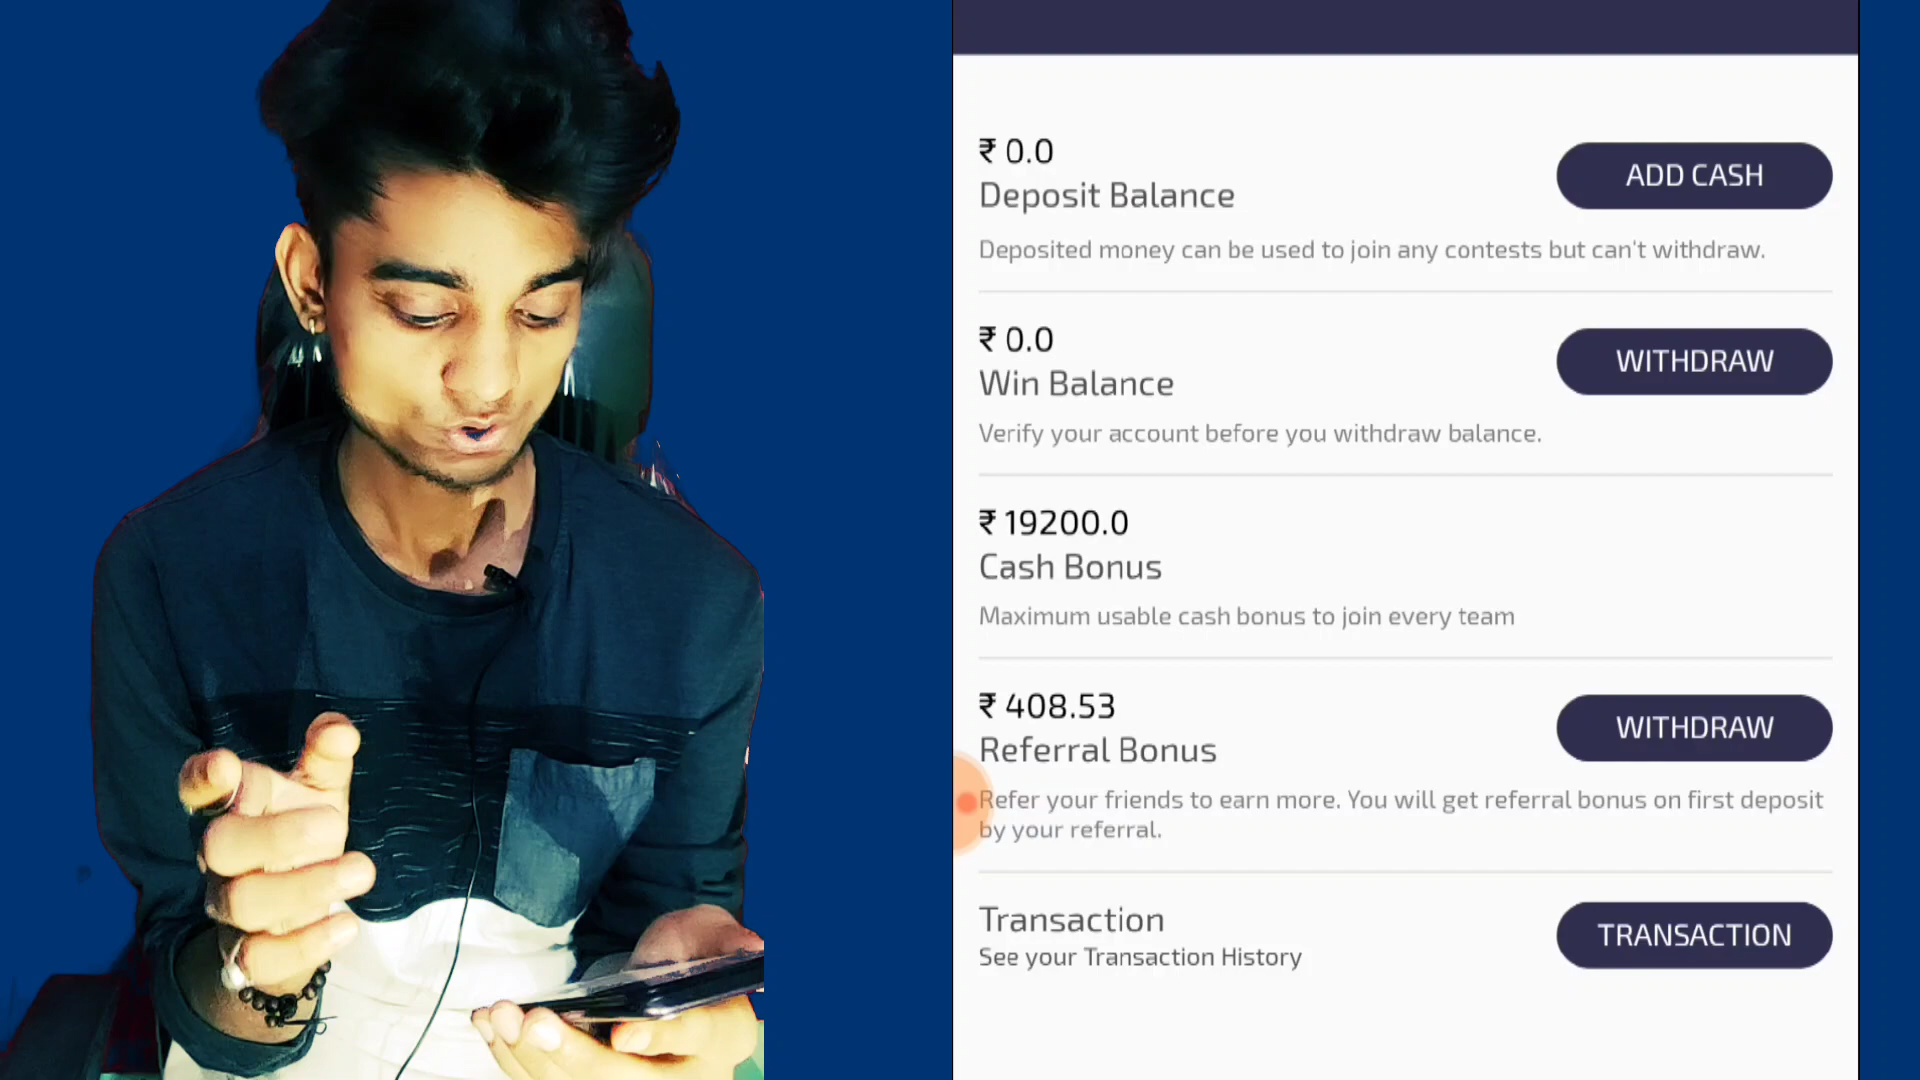 ₹ 0.0
Deposit Balance
ADD CASH
Deposited money can be used to join any contests but can't withdraw.
₹ 0.0
Win Balance
WITHDRAW
Verify your account before you withdraw balance.
₹ 19200.0
Cash Bonus
Maximum usable cash bonus to join every team
₹ 408.53
Referral Bonus
WITHDRAW
Refer your friends to earn more. You will get referral bonus on first deposit
by your referral.
Transaction
See your Transaction History
TRANSACTION